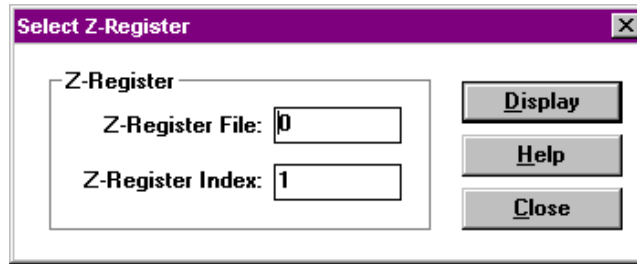 Select Z-Register
Z-Register
Z-Register File: 0
Z-Register Index: 1
Display
Help
Close